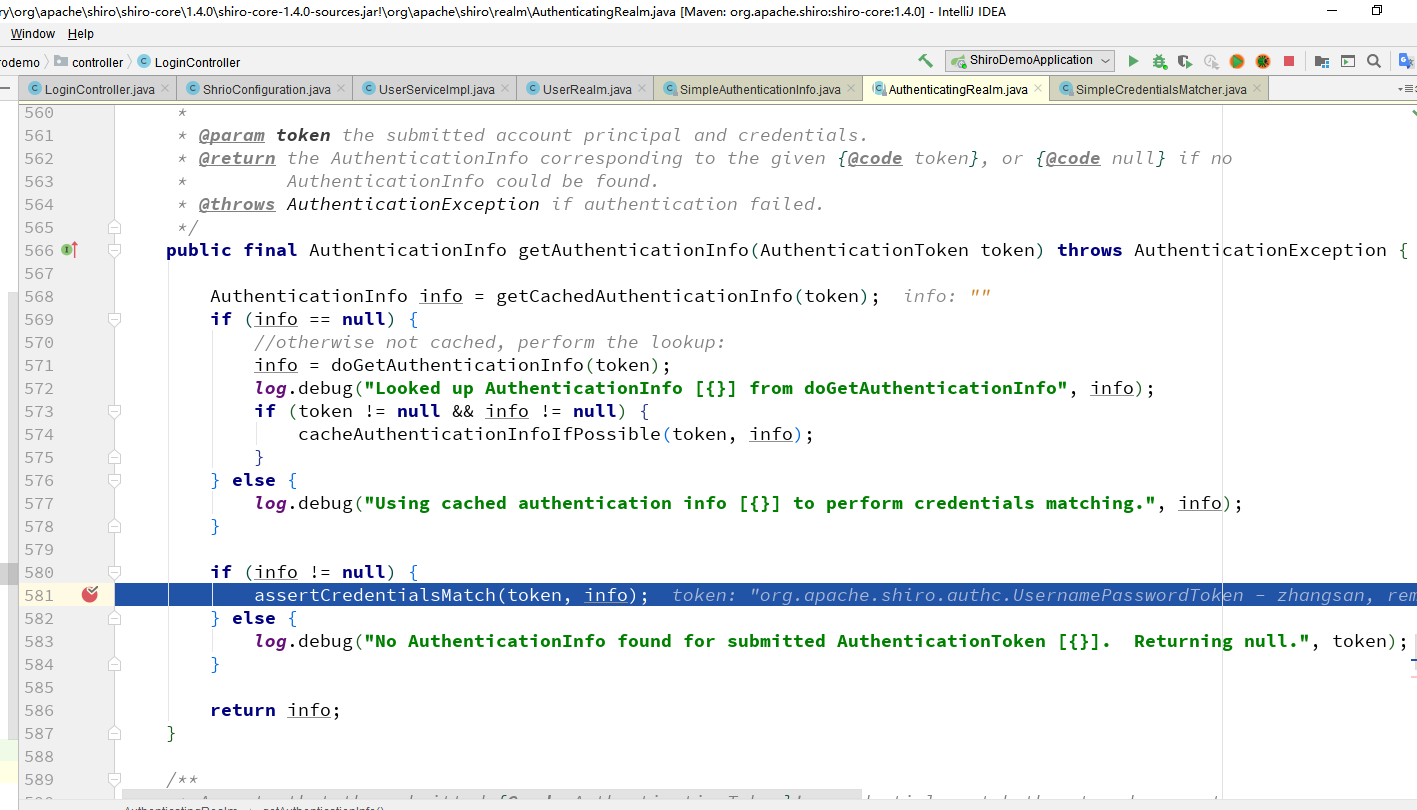 ry\org\apache\shiro\shiro-core\1.4.0\shiro-core-1.4.0-sources.jar!\org\apache\shiro\realm\AuthenticatingRealm.java [Maven: org.apache.shiro:shiro-core:1.4.0] - IntelliJ IDEA
Window Help
rodemo controller LoginController ShiroDemoApplication
LoginController.java ShrioConfiguration.java UserServiceImpl.java UserRealm.java SimpleAuthenticationInfo.java AuthenticatingRealm.java SimpleCredentialsMatcher.java
560 *
561 * @param token the submitted account principal and credentials.
562 * @return the AuthenticationInfo corresponding to the given {@code token}, or {@code null} if no
563 * AuthenticationInfo could be found.
564 * @throws AuthenticationException if authentication failed.
565 */
566 public final AuthenticationInfo getAuthenticationInfo(AuthenticationToken token) throws AuthenticationException {
567
568 AuthenticationInfo info = getCachedAuthenticationInfo(token); info: ""
569 if (info == null) {
570 //otherwise not cached, perform the lookup:
571 info = doGetAuthenticationInfo(token);
572 log.debug("Looked up AuthenticationInfo [{}] from doGetAuthenticationInfo", info);
573 if (token != null && info != null) {
574 cacheAuthenticationInfoIfPossible(token, info);
575 }
576 } else {
577 log.debug("Using cached authentication info [{}] to perform credentials matching.", info);
578 }
579
580 if (info != null) {
581 assertCredentialsMatch(token, info); token: "org.apache.shiro.authc.UsernamePasswordToken - zhangsan, rem
582 } else {
583 log.debug("No AuthenticationInfo found for submitted AuthenticationToken [{}].  Returning null.", token);
584 }
585
586 return info;
587 }
588
589 /**